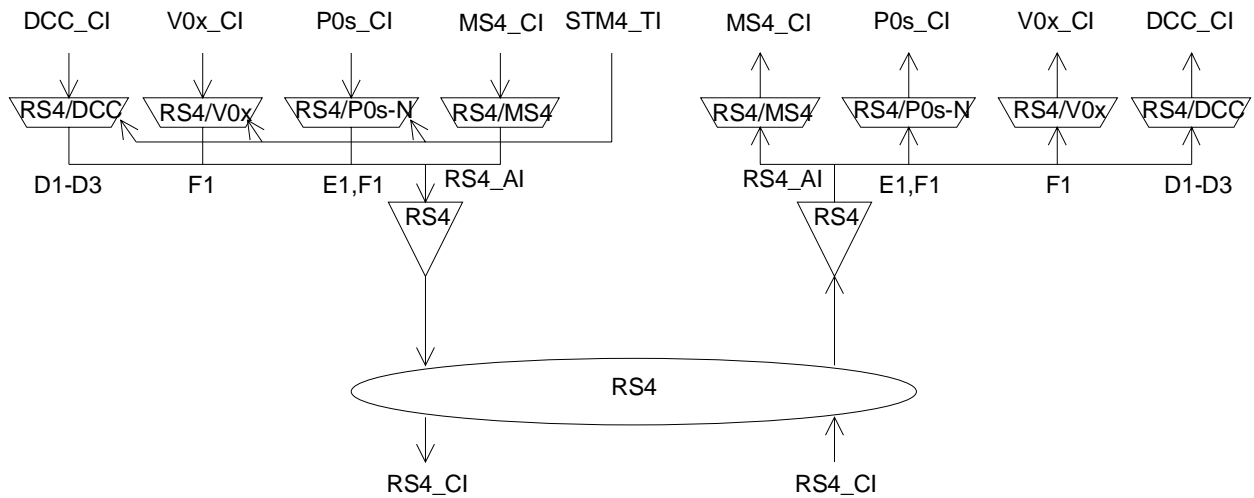 DCC_CI V0x_CI P0s_CI MS4_CI STM4_TI MS4_CI P0s_CI V0x_CI DCC_CI
RS4/DCC RS4/V0x RS4/P0s-N RS4/MS4 RS4/MS4 RS4/P0s-N RS4/V0x RS4/DCC
D1-D3 F1 E1,F1 RS4_AI RS4_AI E1,F1 F1 D1-D3
RS4 RS4
RS4
RS4_CI RS4_CI